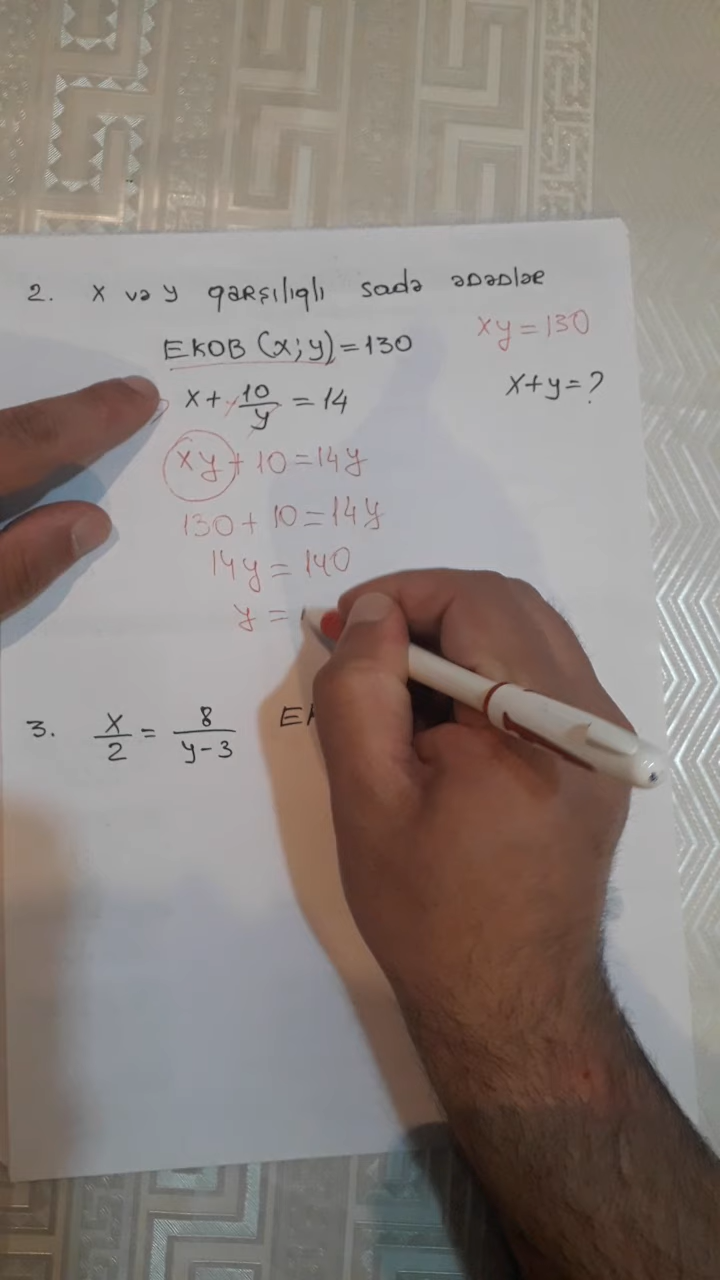 2. x və y qarşılıqlı sadə ədədlər
ƏKOB (x; y) = 130
xy = 130
x + 10/y = 14
x + y = ?
xy + 10 = 14y
130 + 10 = 14y
14y = 140
y =
3. x/2 = 8/(y-3)